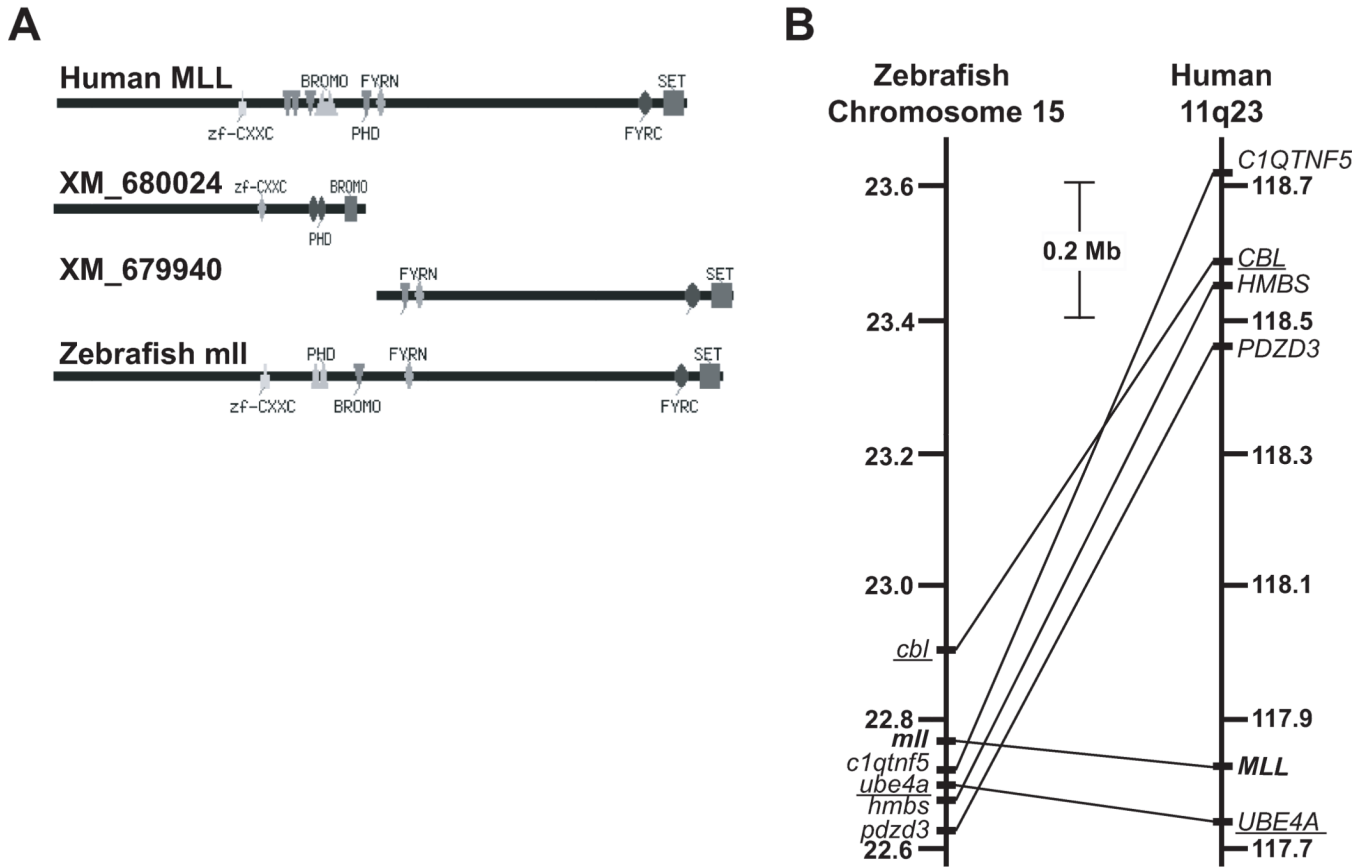 A
Human MLL
BROMO FYRN SET
zf-CXXC PHD FYRC
XM_680024
zf-CXXC BROMO
PHD
XM_679940
FYRN SET
Zebrafish mll
PHD FYRN SET
zf-CXXC BROMO FYRC
B
Zebrafish
Chromosome 15
Human
11q23
23.6
23.4
23.2
23.0
cbl
22.8
mll
c1qtnf5
ube4a
hmbs
pdzd3
22.6
0.2 Mb
C1QTNF5
118.7
CBL
HMBS
118.5
PDZD3
118.3
118.1
117.9
MLL
UBE4A
117.7